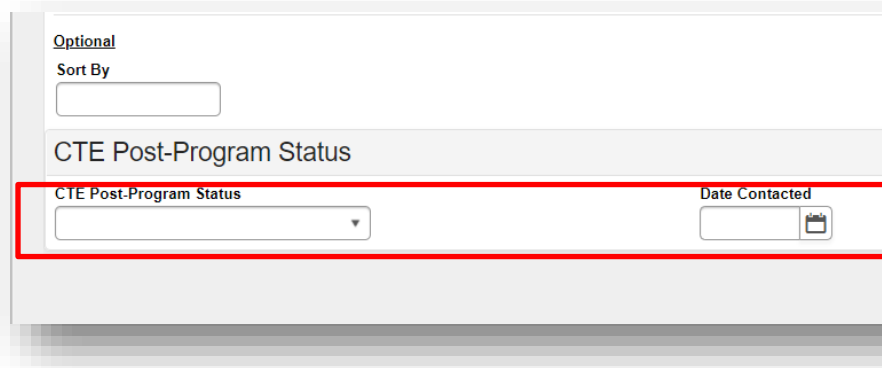 Optional
Sort By
CTE Post-Program Status
CTE Post-Program Status Date Contacted